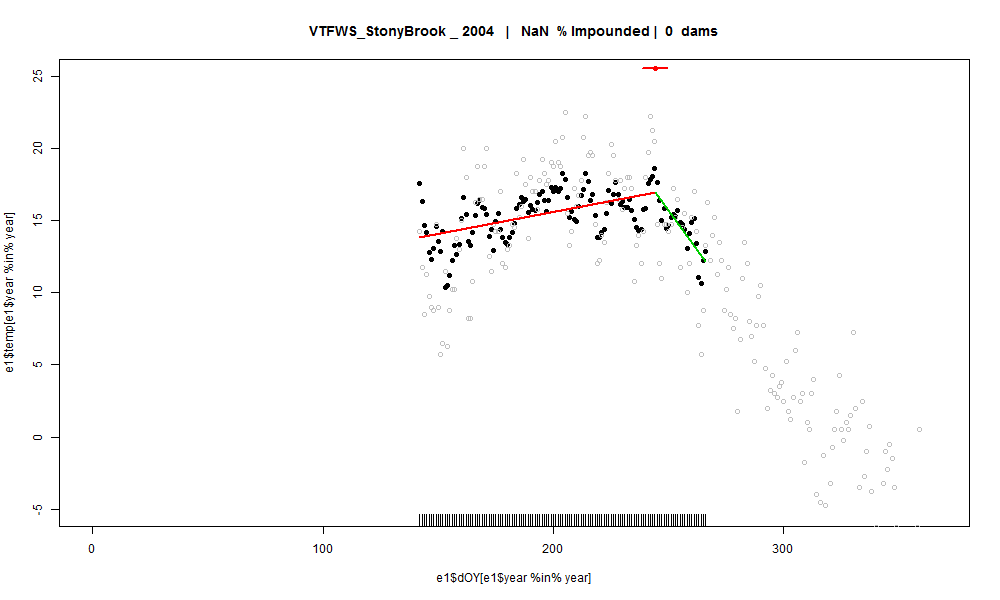 VTFWS_StonyBrook _ 2004 | NaN % Impounded | 0 dams
e1$temp[e1$year %in% year]
25
20
15
10
5
0
-5
0 100 200 300
e1$dOY[e1$year %in% year]